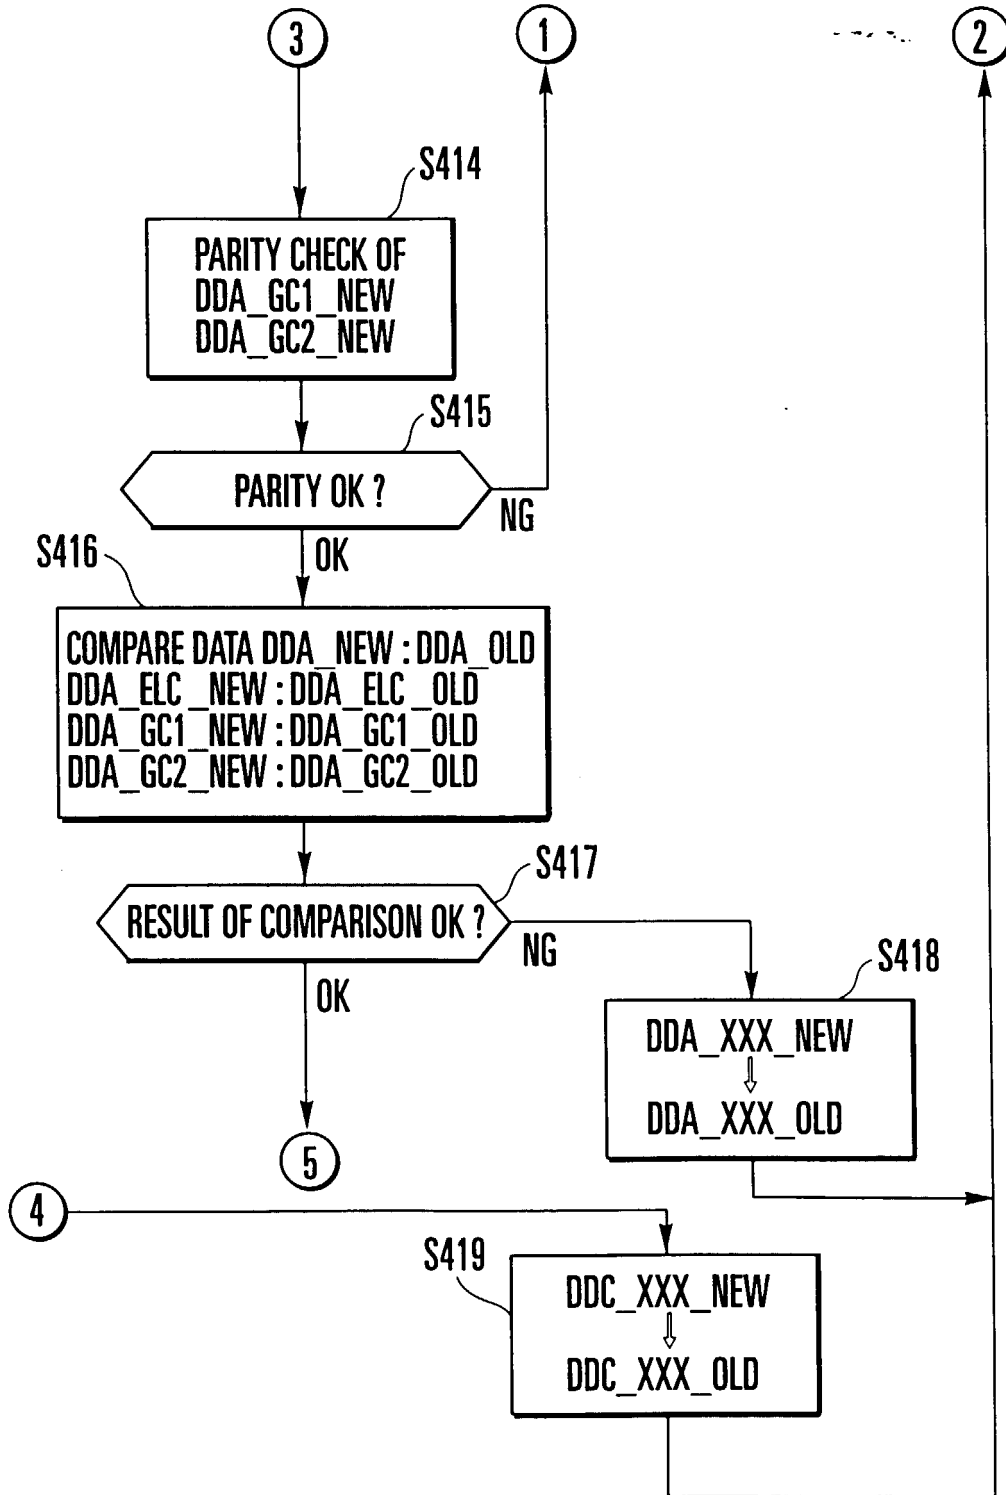 3
1
2
S414
PARITY CHECK OF
DDA_GC1_NEW
DDA_GC2_NEW
S415
PARITY OK ?
NG
OK
S416
COMPARE DATA DDA_NEW : DDA_OLD
DDA_ELC_NEW : DDA_ELC_OLD
DDA_GC1_NEW : DDA_GC1_OLD
DDA_GC2_NEW : DDA_GC2_OLD
S417
RESULT OF COMPARISON OK ?
NG
OK
S418
DDA_XXX_NEW
⇩
DDA_XXX_OLD
5
4
S419
DDC_XXX_NEW
⇩
DDC_XXX_OLD